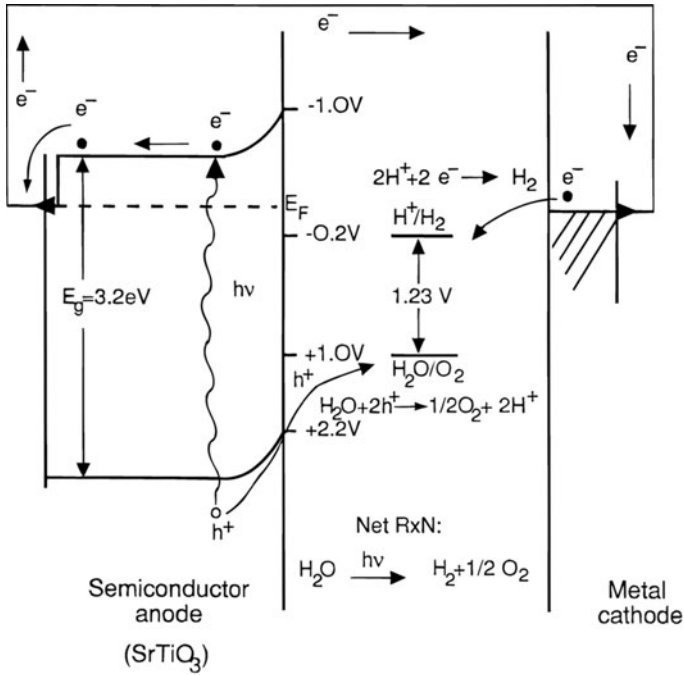 e⁻
e⁻
e⁻
e⁻
e⁻
-1.0V
2H⁺+2 e⁻ → H₂
e⁻
E_F
H⁺/H₂
-0.2V
E_g=3.2eV
hν
1.23 V
+1.0V
h⁺
H₂O/O₂
H₂O+2h⁺→1/2O₂+ 2H⁺
+2.2V
h⁺
Net RxN:
H₂O hν → H₂+1/2 O₂
Semiconductor
anode
(SrTiO₃)
Metal
cathode